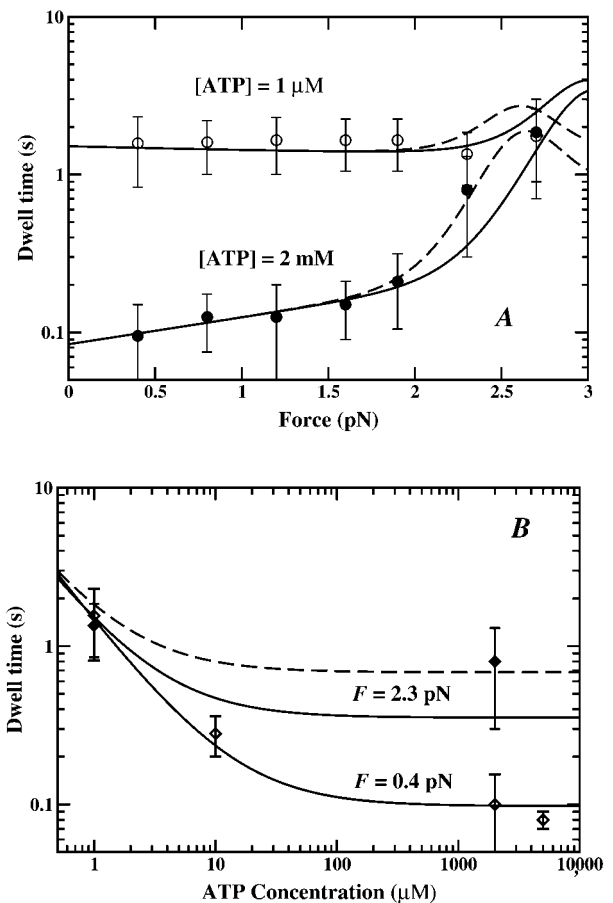 10
[ATP] = 1 µM
1
Dwell time (s)
[ATP] = 2 mM
0.1
A
0 0.5 1 1.5 2 2.5 3
Force (pN)
10
B
Dwell time (s)
1
F = 2.3 pN
F = 0.4 pN
0.1
1 10 100 1000 10000
ATP Concentration (µM)